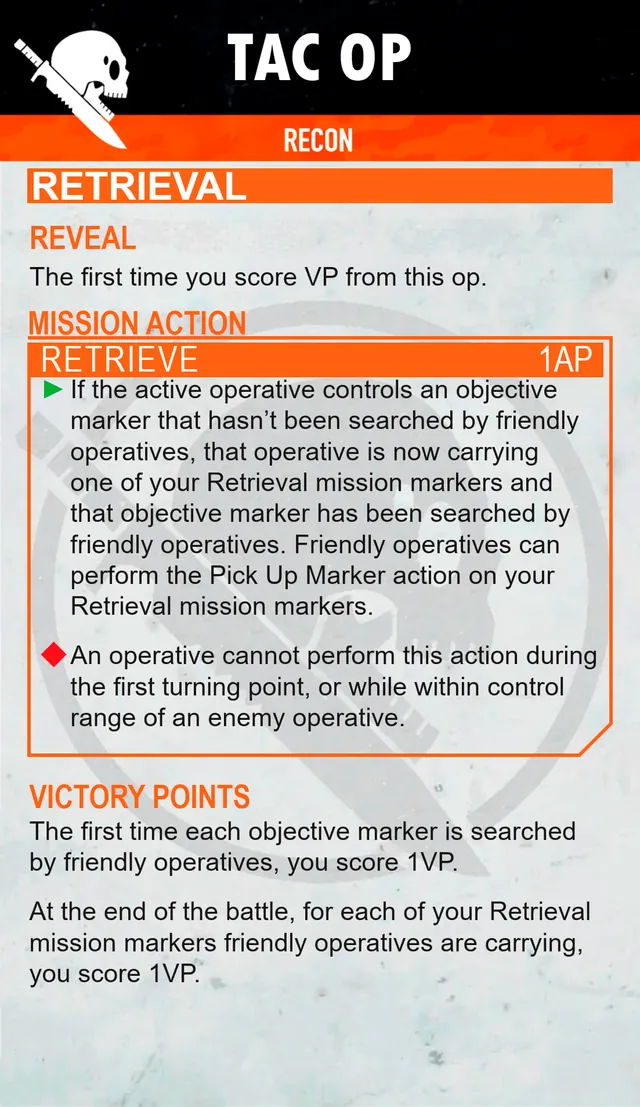 TAC OP
RECON
RETRIEVAL
REVEAL
The first time you score VP from this op.
MISSION ACTION
RETRIEVE 1AP
If the active operative controls an objective
marker that hasn’t been searched by friendly
operatives, that operative is now carrying
one of your Retrieval mission markers and
that objective marker has been searched by
friendly operatives. Friendly operatives can
perform the Pick Up Marker action on your
Retrieval mission markers.
An operative cannot perform this action during
the first turning point, or while within control
range of an enemy operative.
VICTORY POINTS
The first time each objective marker is searched
by friendly operatives, you score 1VP.
At the end of the battle, for each of your Retrieval
mission markers friendly operatives are carrying,
you score 1VP.